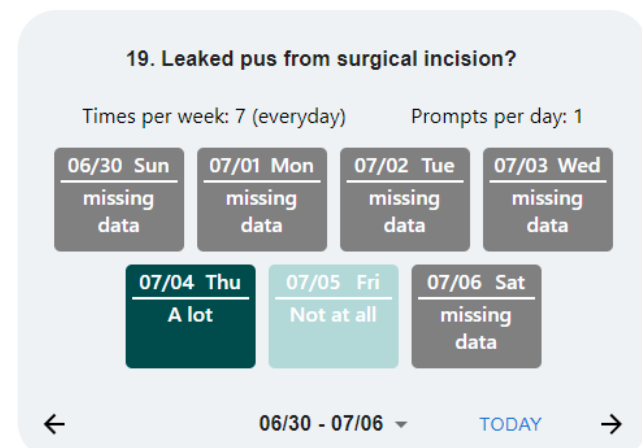 19. Leaked pus from surgical incision?
Times per week: 7 (everyday) Prompts per day: 1
06/30 Sun 07/01 Mon 07/02 Tue 07/03 Wed
missing missing missing missing
data data data data
07/04 Thu 07/05 Fri 07/06 Sat
A lot Not at all missing
data
06/30 - 07/06 TODAY